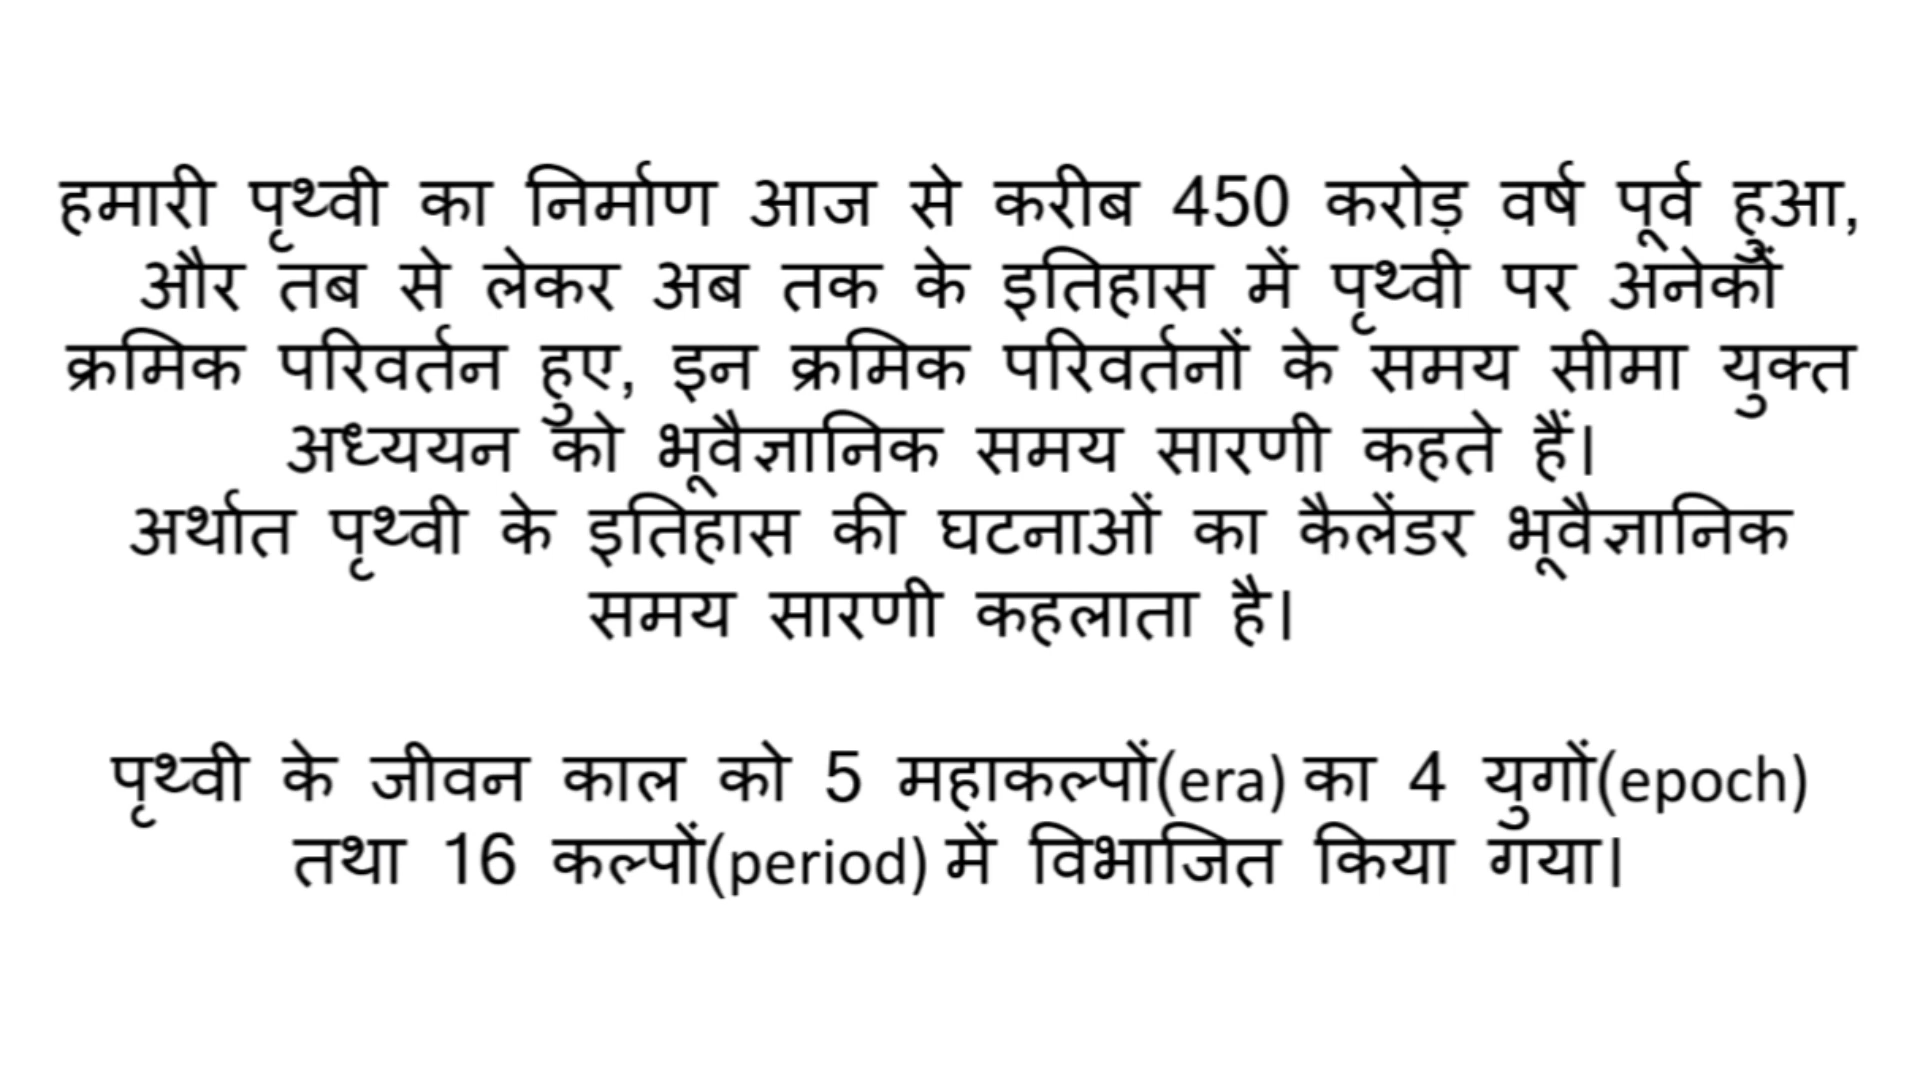 हमारी पृथ्वी का निर्माण आज से करीब 450 करोड़ वर्ष पूर्व हुआ,
और तब से लेकर अब तक के इतिहास में पृथ्वी पर अनेकों
क्रमिक परिवर्तन हुए, इन क्रमिक परिवर्तनों के समय सीमा युक्त
अध्ययन को भूवैज्ञानिक समय सारणी कहते हैं।
अर्थात पृथ्वी के इतिहास की घटनाओं का कैलेंडर भूवैज्ञानिक
समय सारणी कहलाता है।
पृथ्वी के जीवन काल को 5 महाकल्पों(era) का 4 युगों(epoch)
तथा 16 कल्पों(period) में विभाजित किया गया।